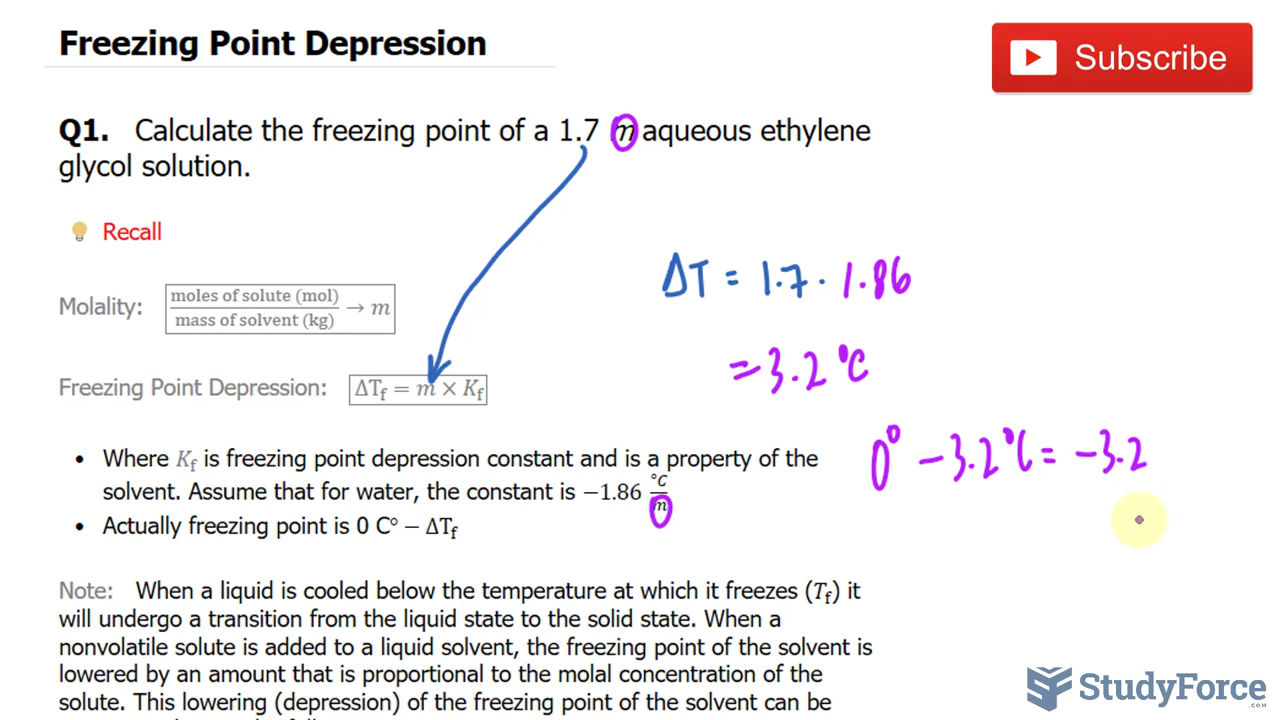 Freezing Point Depression
Subscribe
Q1. Calculate the freezing point of a 1.7 m aqueous ethylene
glycol solution.
Recall
Molality: moles of solute (mol) / mass of solvent (kg) → m
ΔT = 1.7 · 1.86
= 3.2 °C
Freezing Point Depression: ΔTf = m × Kf
0° − 3.2 °C = −3.2
• Where Kf is freezing point depression constant and is a property of the
solvent. Assume that for water, the constant is −1.86 °C/m
• Actually freezing point is 0 C° − ΔTf
Note: When a liquid is cooled below the temperature at which it freezes (Tf) it
will undergo a transition from the liquid state to the solid state. When a
nonvolatile solute is added to a liquid solvent, the freezing point of the solvent is
lowered by an amount that is proportional to the molal concentration of the
solute. This lowering (depression) of the freezing point of the solvent can be
StudyForce
.COM